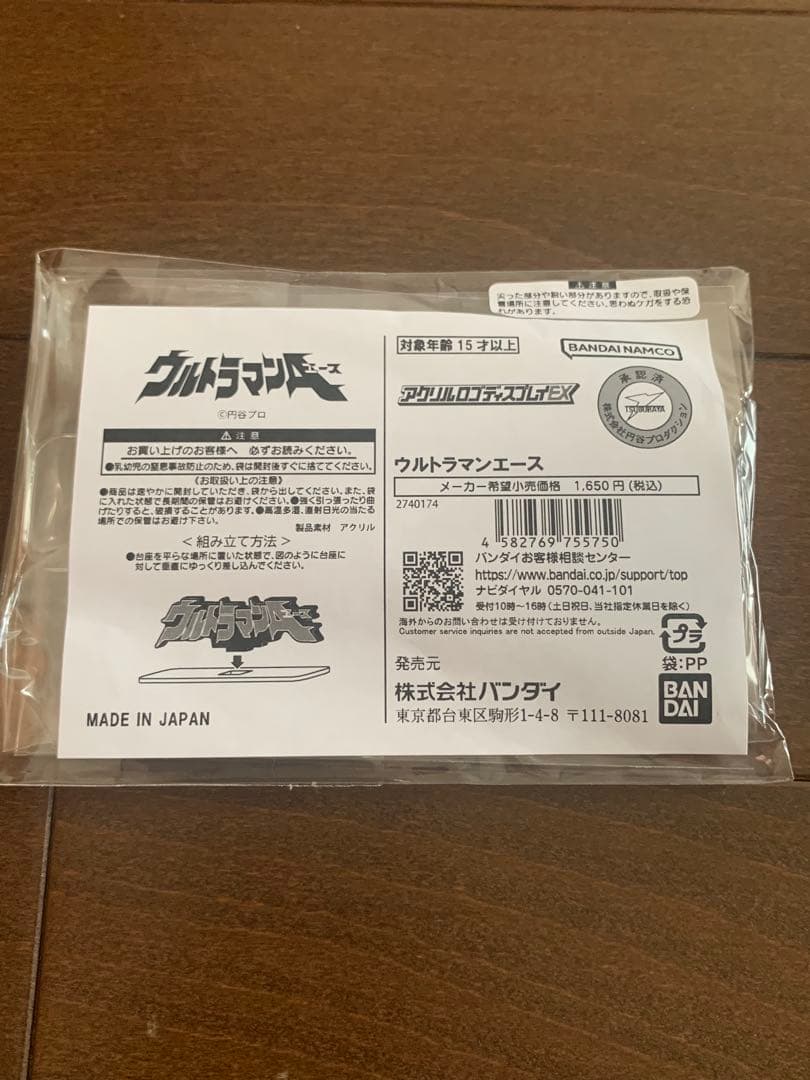 ⚠注意
尖った部分や鋭い部分がありますので、取扱や保
管場所に注意してください。思わぬケガをする恐
れがあります。
ウルトラマンA
エース
©円谷プロ
⚠ 注意
お買い上げのお客様へ 必ずお読みください。
●乳幼児の窒息事故防止のため、袋は開封後すぐに捨ててください。
《お取扱い上の注意》
●商品は速やかに開封していただき、袋から出してください。また、袋
に入れた状態で長期間の保管はお避けください。●強く引っ張ったり曲
げたりすると、破損することがあります。●高温多湿、直射日光の当たる
場所での保管はお避け下さい。
製品素材 アクリル
<組み立て方法>
●台座を平らな場所に置いた状態で、図のように台座に
対して垂直にゆっくり差し込んでください。
ウルトラマンA
エース
MADE IN JAPAN
対象年齢15才以上
BANDAI NAMCO
アクリルロゴディスプレイEX
承認済
TSUBURAYA
株式会社円谷プロダクション
ウルトラマンエース
メーカー希望小売価格 1,650円(税込)
2740174
4 582769 755750
バンダイお客様相談センター
https://www.bandai.co.jp/support/top
ナビダイヤル 0570-041-101
受付10時〜16時(土日祝日、当社指定休業日を除く)
海外からのお問い合わせは受け付けておりません。
Customer service inquiries are not accepted from outside Japan.
プラ
袋:PP
発売元
株式会社バンダイ
東京都台東区駒形1-4-8 〒111-8081
BAN
DAI